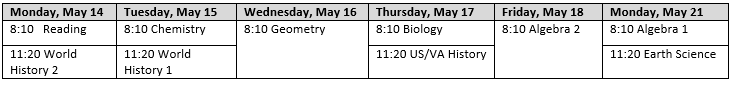 Monday, May 14 Tuesday, May 15 Wednesday, May 16 Thursday, May 17 Friday, May 18 Monday, May 21
8:10 Reading 8:10 Chemistry 8:10 Geometry 8:10 Biology 8:10 Algebra 2 8:10 Algebra 1
11:20 World 11:20 World 11:20 US/VA History 11:20 Earth Science
History 2 History 1